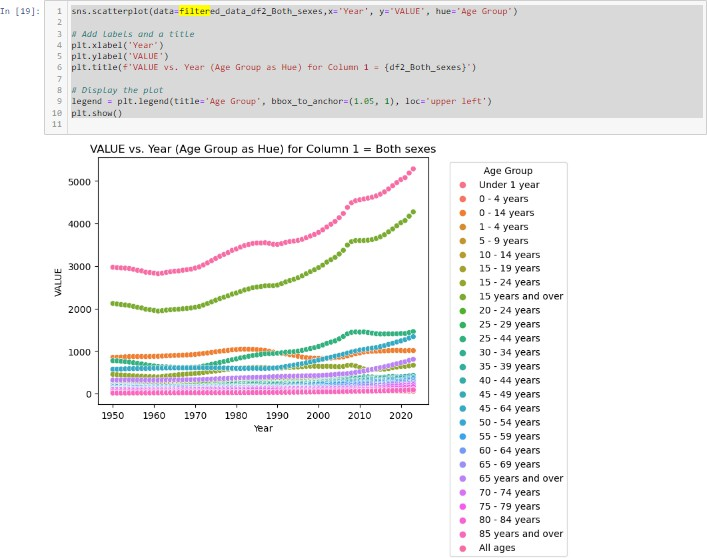 In [19]:
1 sns.scatterplot(data=filtered_data_df2_Both_sexes,x='Year', y='VALUE', hue='Age Group')
2
3 # Add labels and a title
4 plt.xlabel('Year')
5 plt.ylabel('VALUE')
6 plt.title(f'VALUE vs. Year (Age Group as Hue) for Column 1 = {df2_Both_sexes}')
7
8 # Display the plot
9 legend = plt.legend(title='Age Group', bbox_to_anchor=(1.05, 1), loc='upper left')
10 plt.show()
11
VALUE vs. Year (Age Group as Hue) for Column 1 = Both sexes
VALUE
5000
4000
3000
2000
1000
0
1950 1960 1970 1980 1990 2000 2010 2020
Year
Age Group
Under 1 year
0 - 4 years
0 - 14 years
1 - 4 years
5 - 9 years
10 - 14 years
15 - 19 years
15 - 24 years
15 years and over
20 - 24 years
25 - 29 years
25 - 44 years
30 - 34 years
35 - 39 years
40 - 44 years
45 - 49 years
45 - 64 years
50 - 54 years
55 - 59 years
60 - 64 years
65 - 69 years
65 years and over
70 - 74 years
75 - 79 years
80 - 84 years
85 years and over
All ages